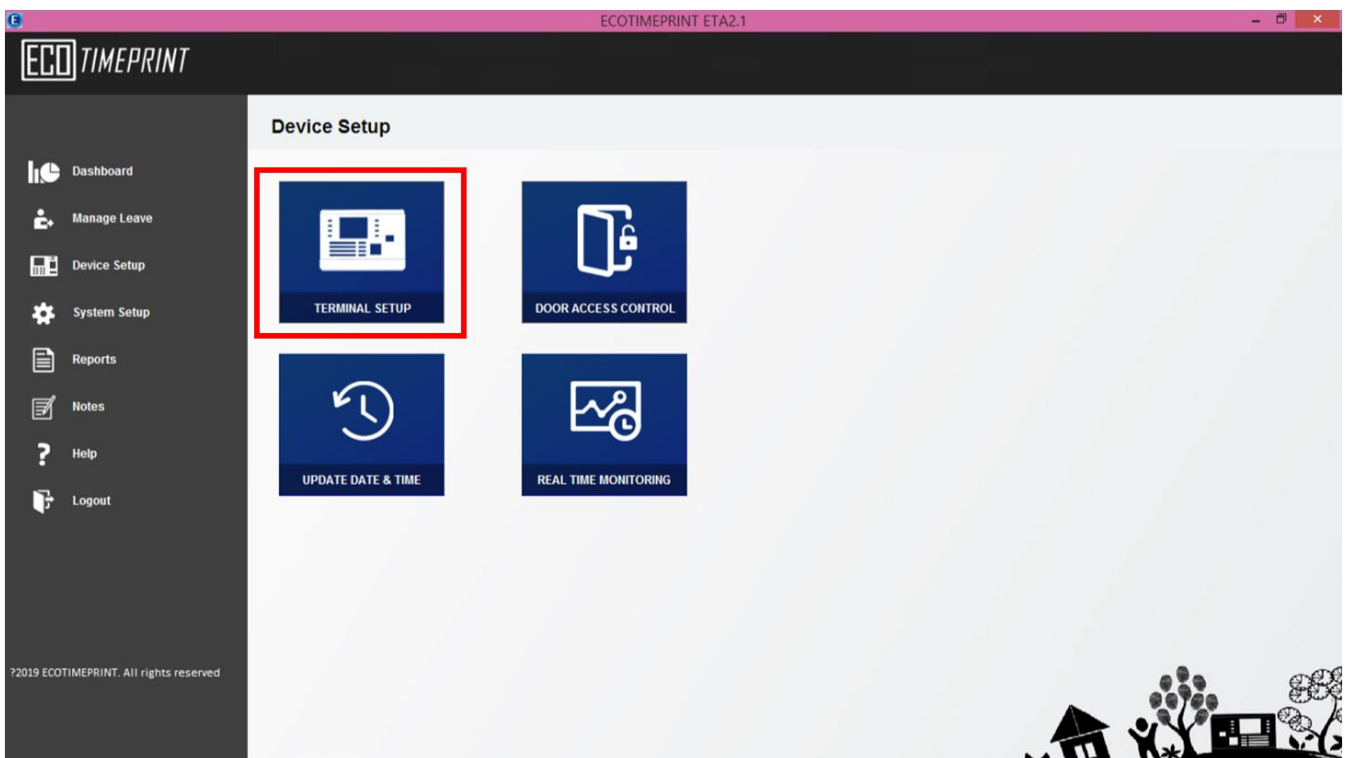 ECOTIMEPRINT ETA2.1
ECO TIMEPRINT
Device Setup
Dashboard
Manage Leave
Device Setup
System Setup
Reports
Notes
Help
Logout
TERMINAL SETUP
DOOR ACCESS CONTROL
UPDATE DATE & TIME
REAL TIME MONITORING
?2019 ECOTIMEPRINT. All rights reserved